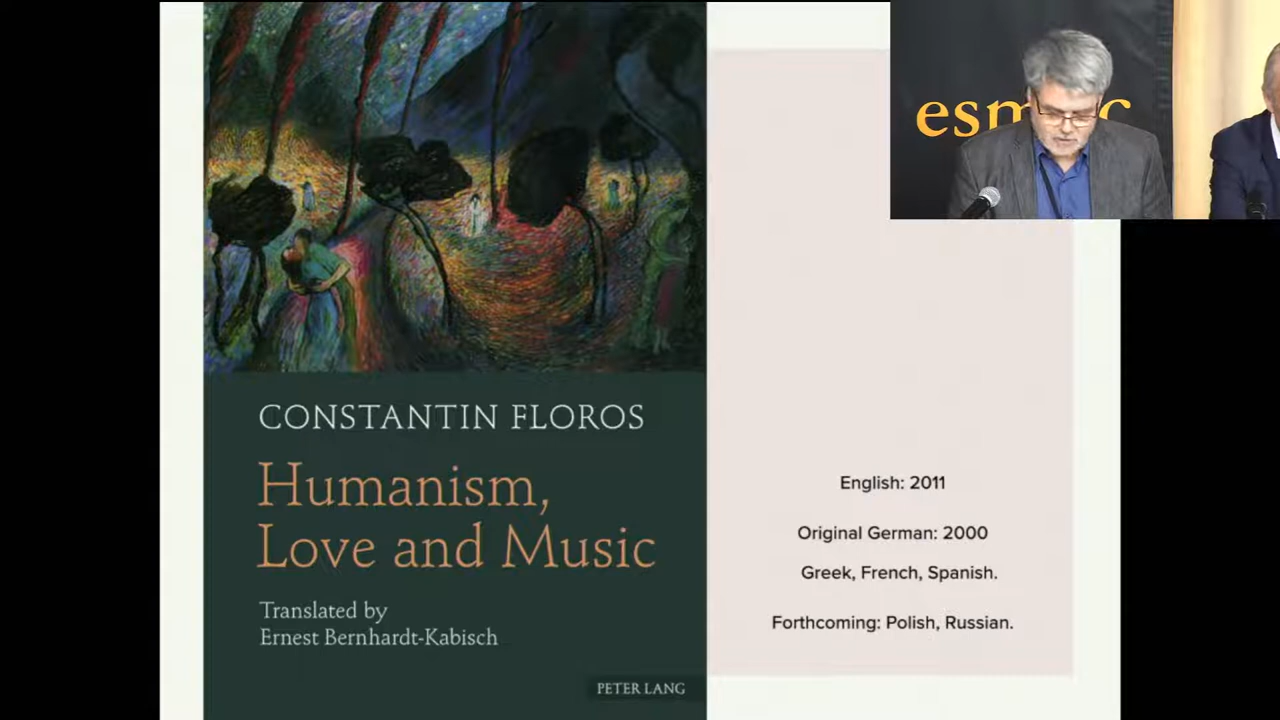 CONSTANTIN FLOROS
Humanism,
Love and Music
Translated by
Ernest Bernhardt-Kabisch
PETER LANG
English: 2011
Original German: 2000
Greek, French, Spanish.
Forthcoming: Polish, Russian.